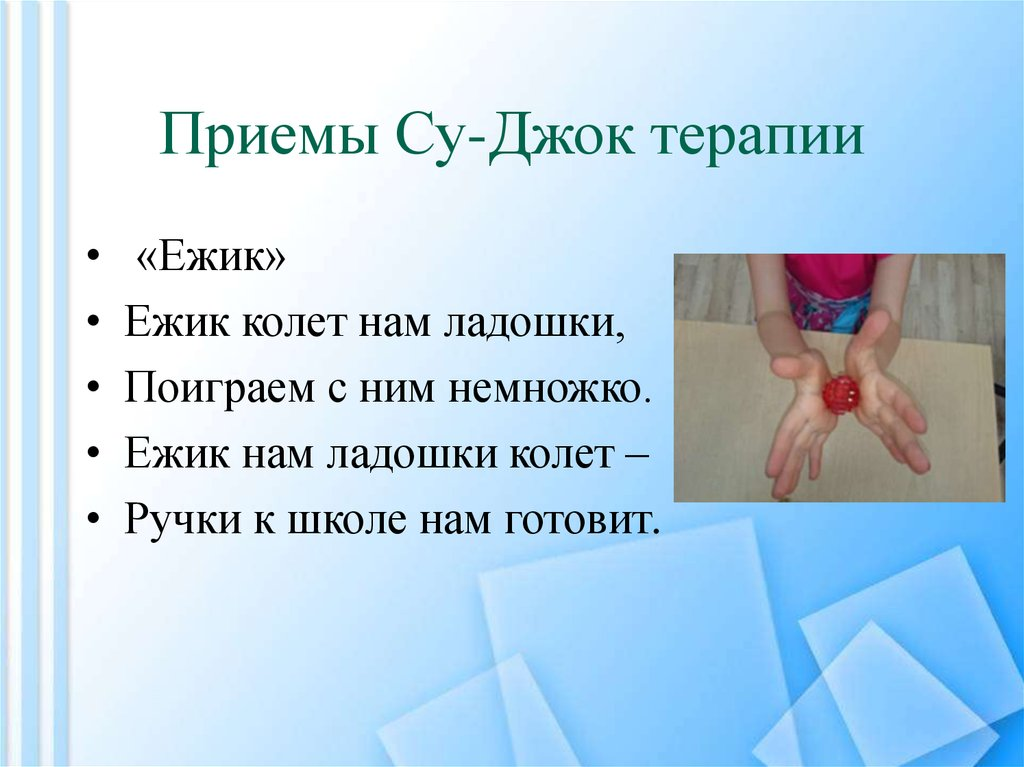 Приемы Су-Джок терапии
• «Ежик»
• Ежик колет нам ладошки,
• Поиграем с ним немножко.
• Ежик нам ладошки колет –
• Ручки к школе нам готовит.